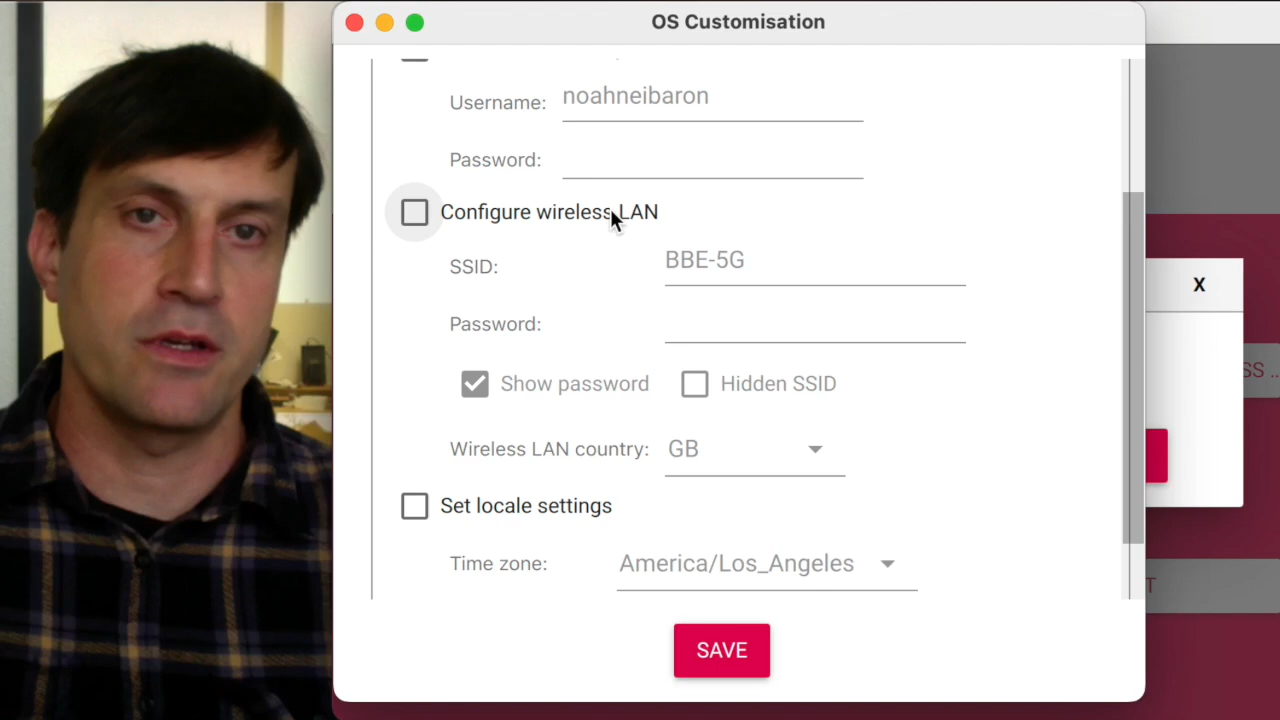 OS Customisation
Username: noahneibaron
Password:
Configure wireless LAN
SSID: BBE-5G
Password:
Show password Hidden SSID
Wireless LAN country: GB
Set locale settings
Time zone: America/Los_Angeles
SAVE
X
SS ..
T